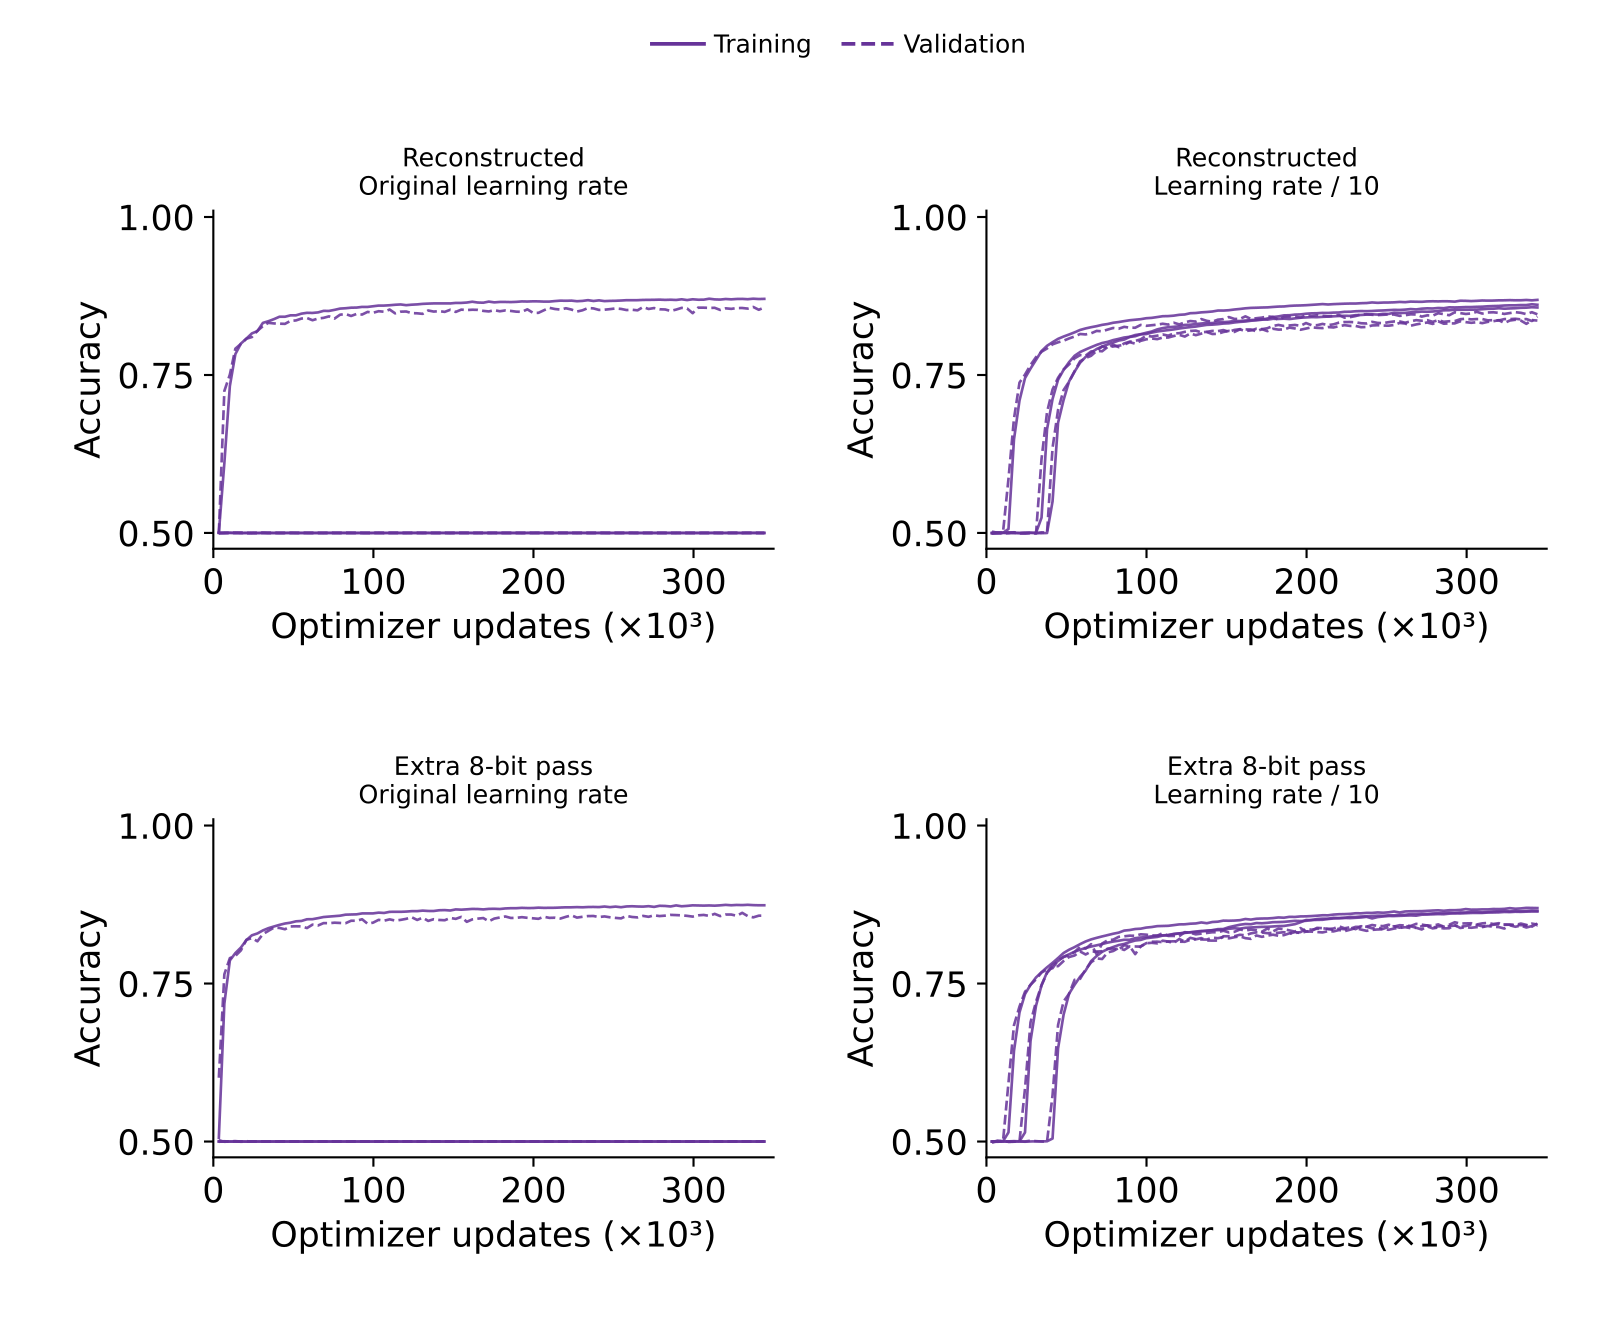 Training Validation
Reconstructed
Original learning rate
1.00
0.75
0.50
Accuracy
0 100 200 300
Optimizer updates (×10³)
Reconstructed
Learning rate / 10
1.00
0.75
0.50
Accuracy
0 100 200 300
Optimizer updates (×10³)
Extra 8-bit pass
Original learning rate
1.00
0.75
0.50
Accuracy
0 100 200 300
Optimizer updates (×10³)
Extra 8-bit pass
Learning rate / 10
1.00
0.75
0.50
Accuracy
0 100 200 300
Optimizer updates (×10³)